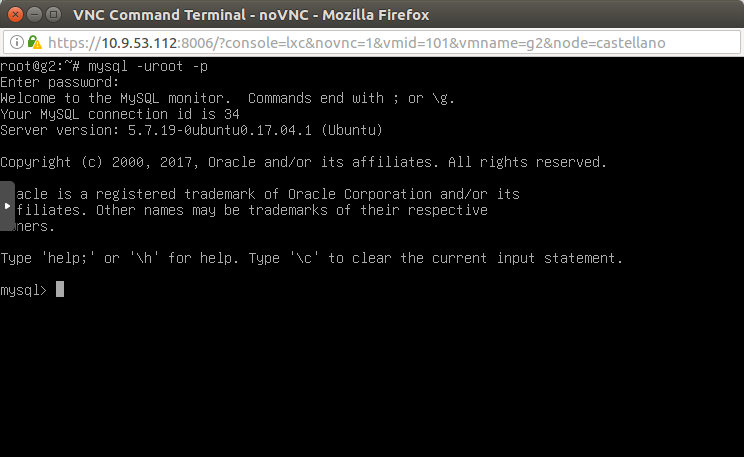 VNC Command Terminal - noVNC - Mozilla Firefox
https://10.9.53.112:8006/?console=lxc&novnc=1&vmid=101&vmname=g2&node=castellano
root@g2:~# mysql -uroot -p
Enter password:
Welcome to the MySQL monitor.  Commands end with ; or \g.
Your MySQL connection id is 34
Server version: 5.7.19-0ubuntu0.17.04.1 (Ubuntu)
Copyright (c) 2000, 2017, Oracle and/or its affiliates. All rights reserved.
acle is a registered trademark of Oracle Corporation and/or its
filiates. Other names may be trademarks of their respective
ners.
Type 'help;' or '\h' for help. Type '\c' to clear the current input statement.
mysql>